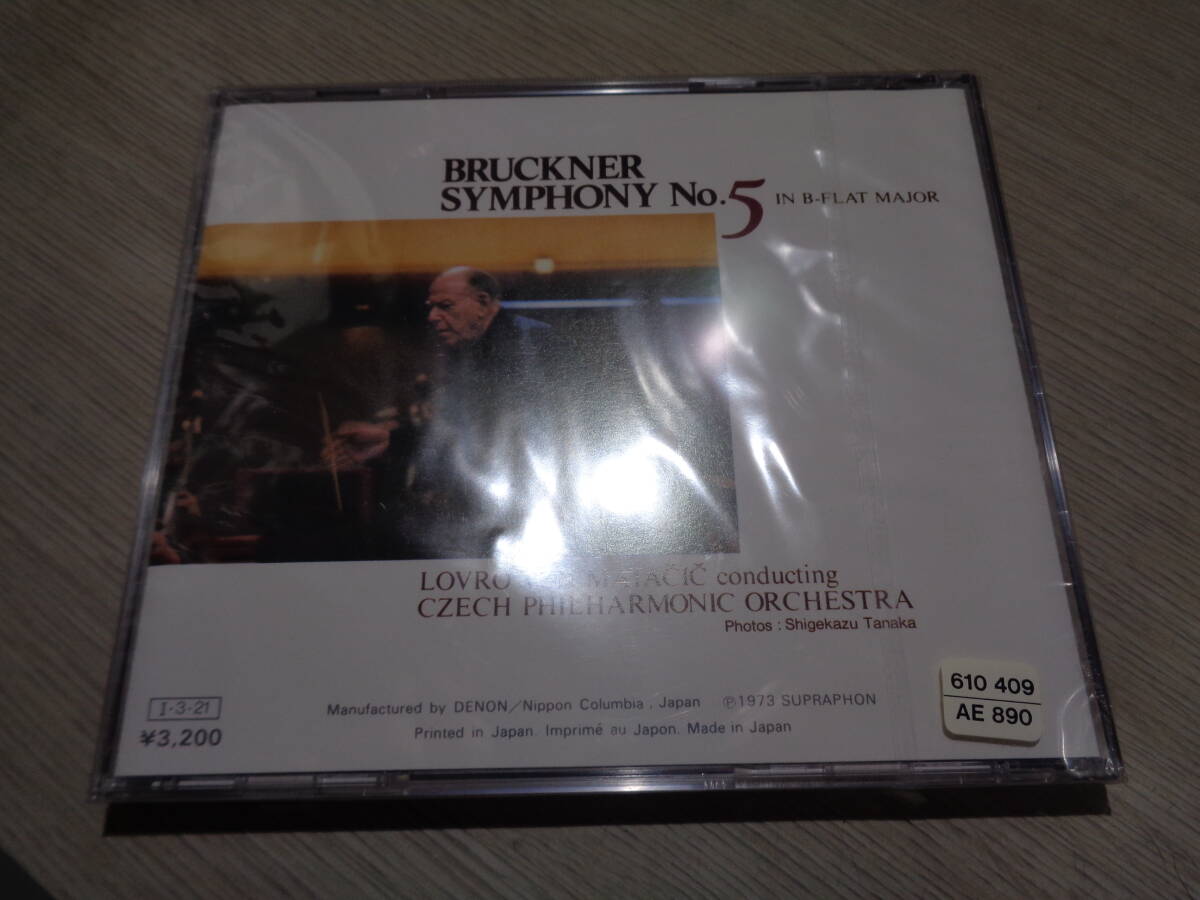 BRUCKNER
SYMPHONY No.5 IN B-FLAT MAJOR
LOVRO VON MATAČIĆ conducting
CZECH PHILHARMONIC ORCHESTRA
Photos : Shigekazu Tanaka
I-3-21
¥3,200
Manufactured by DENON/Nippon Columbia, Japan ℗1973 SUPRAPHON
Printed in Japan. Imprimé au Japon. Made in Japan
610 409
AE 890